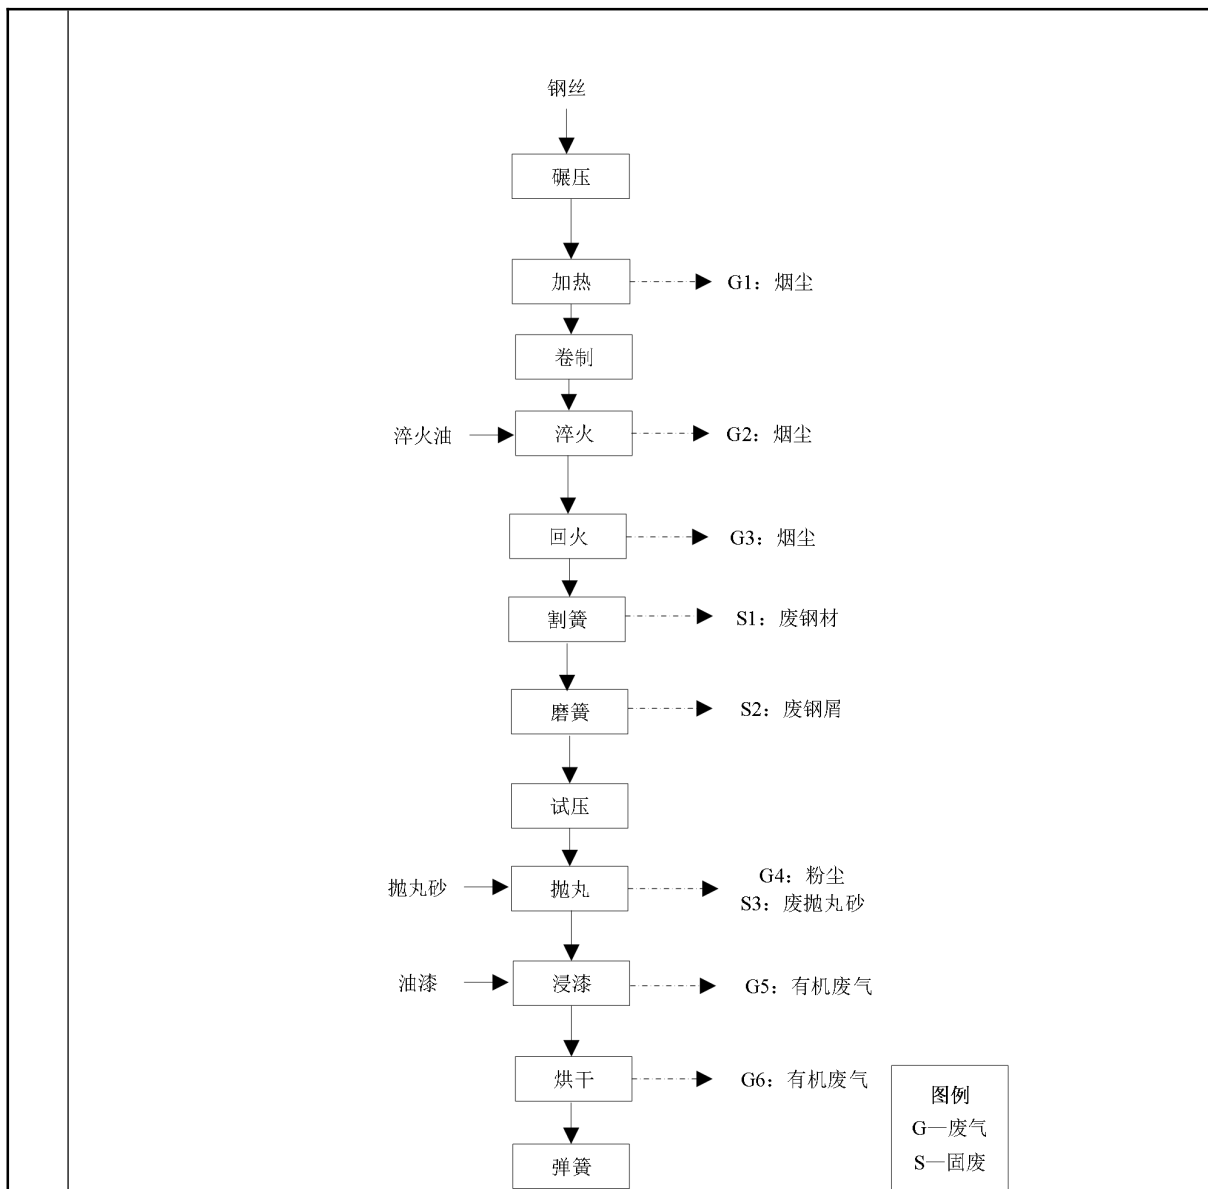 钢丝
碾压
加热
G1：烟尘
卷制
淬火油
淬火
G2：烟尘
回火
G3：烟尘
割簧
S1：废钢材
磨簧
S2：废钢屑
试压
抛丸砂
抛丸
G4：粉尘
S3：废抛丸砂
油漆
浸漆
G5：有机废气
烘干
G6：有机废气
弹簧
图例
G—废气
S—固废